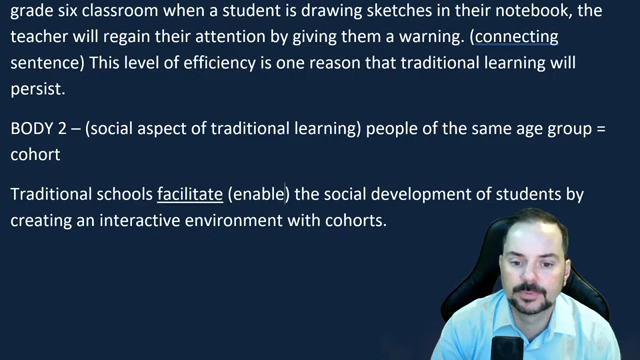 grade six classroom when a student is drawing sketches in their notebook, the
teacher will regain their attention by giving them a warning. (connecting
sentence) This level of efficiency is one reason that traditional learning will
persist.
BODY 2 – (social aspect of traditional learning) people of the same age group =
cohort
Traditional schools facilitate (enable) the social development of students by
creating an interactive environment with cohorts.